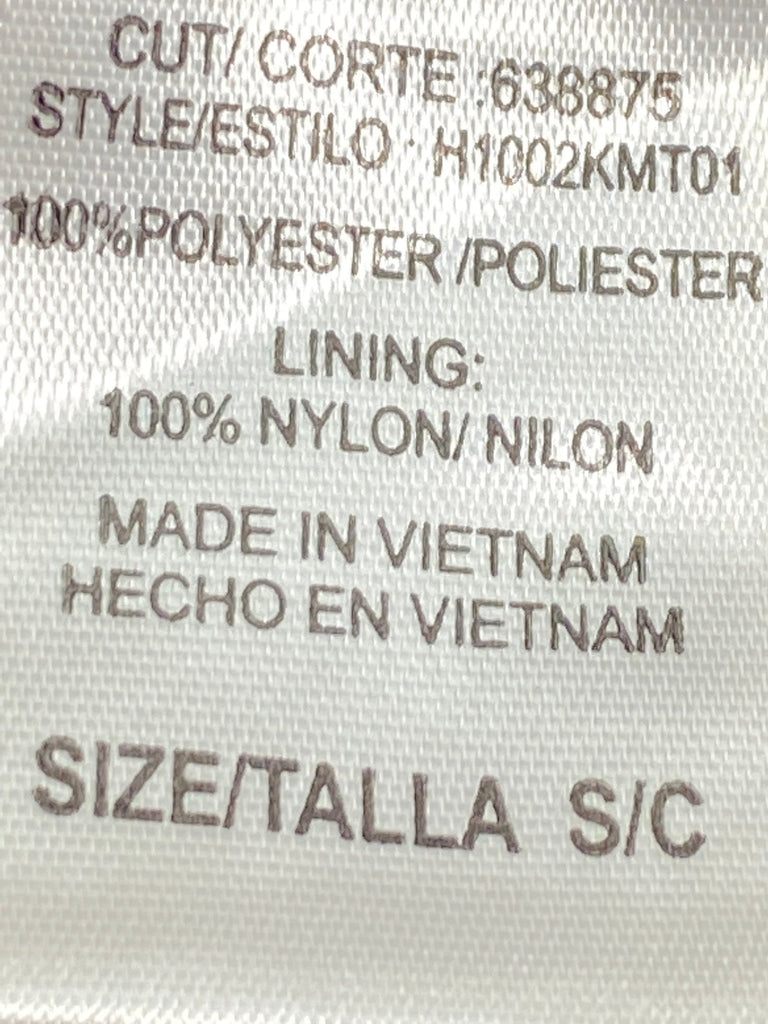 CUT/ CORTE :638875
STYLE/ESTILO : H1002KMT01
100%POLYESTER /POLIESTER
LINING:
100% NYLON/ NILON
MADE IN VIETNAM
HECHO EN VIETNAM
SIZE/TALLA S/C